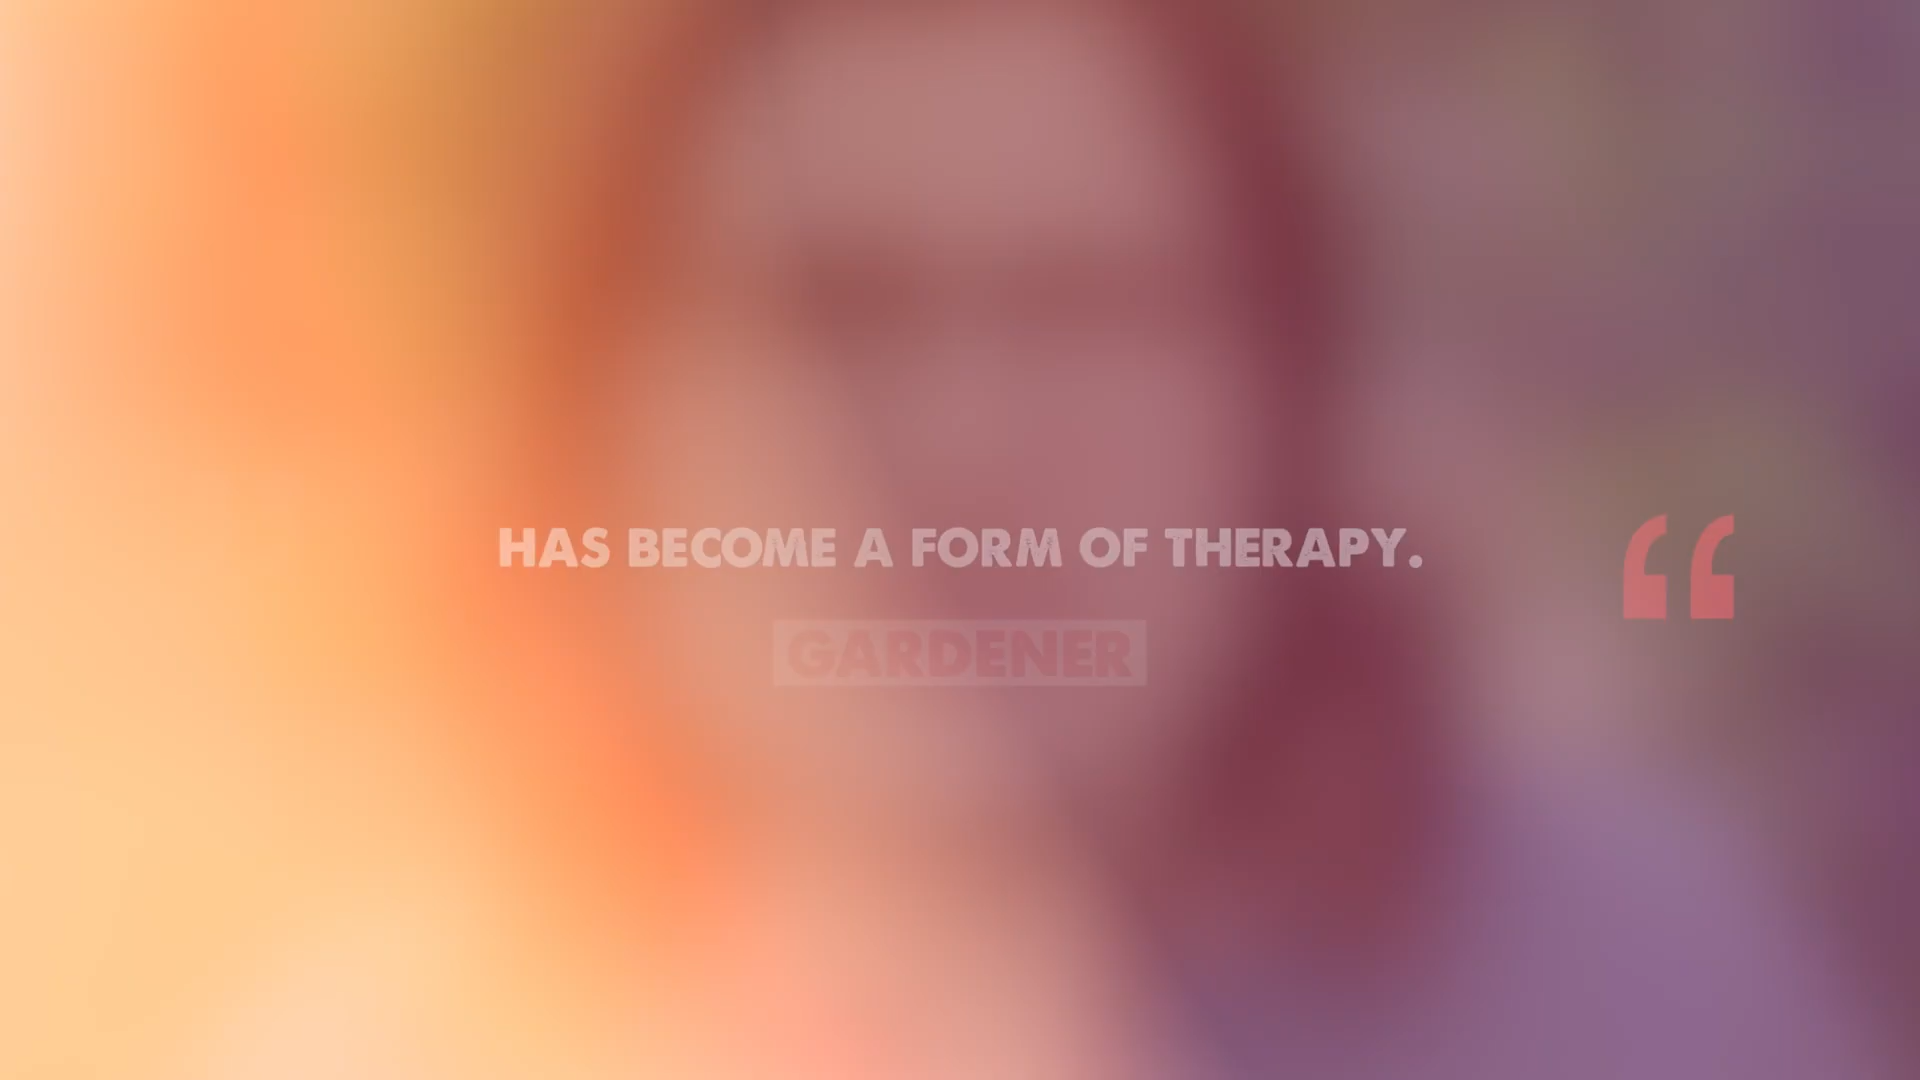 HAS BECOME A FORM OF THERAPY.
“
GARDENER